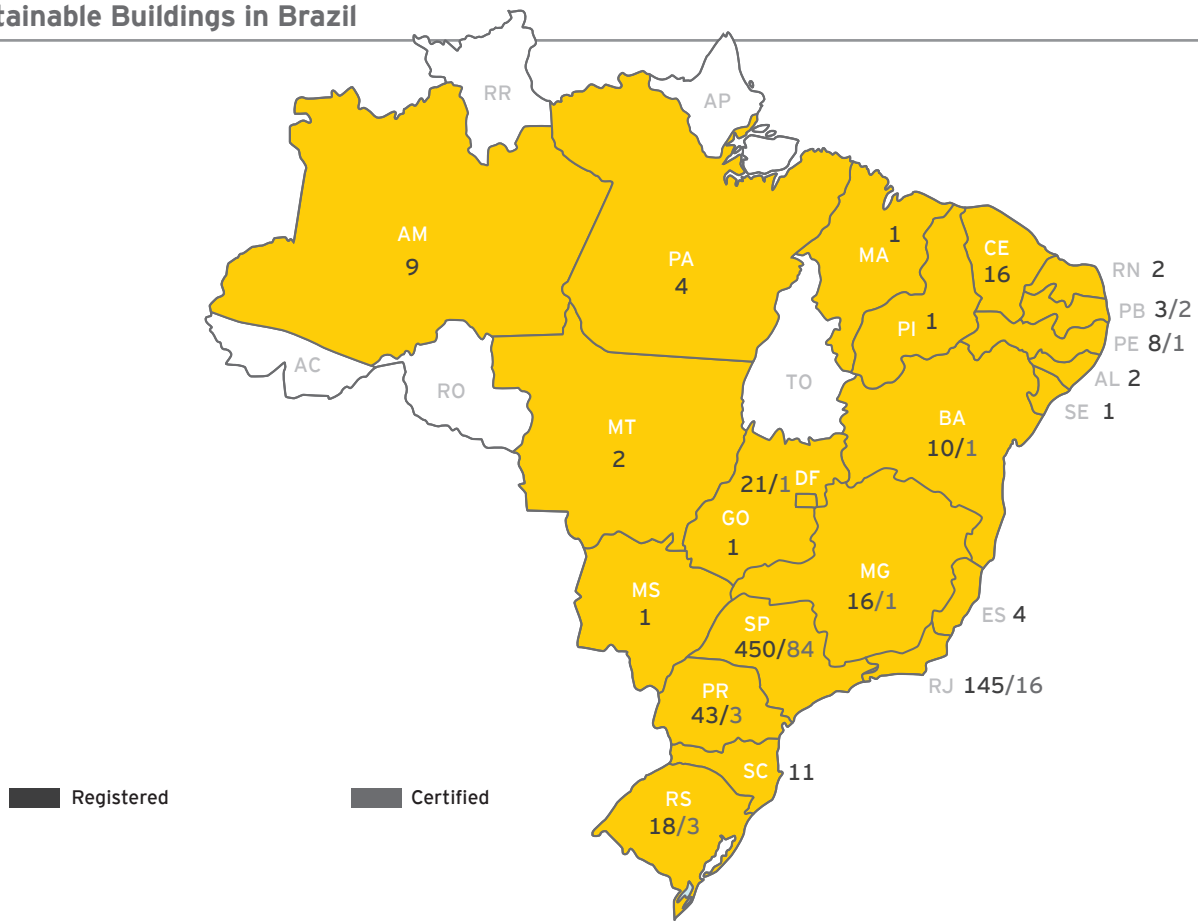 tainable Buildings in Brazil
RR
AP
AM
9
PA
4
MA
1
CE
16
RN 2
PB 3/2
PE 8/1
AL 2
SE 1
PI 1
AC
RO
TO
MT
2
BA
10/1
21/1 DF
GO
1
MG
16/1
MS
1
ES 4
SP
450/84
RJ 145/16
PR
43/3
SC 11
RS
18/3
Registered
Certified